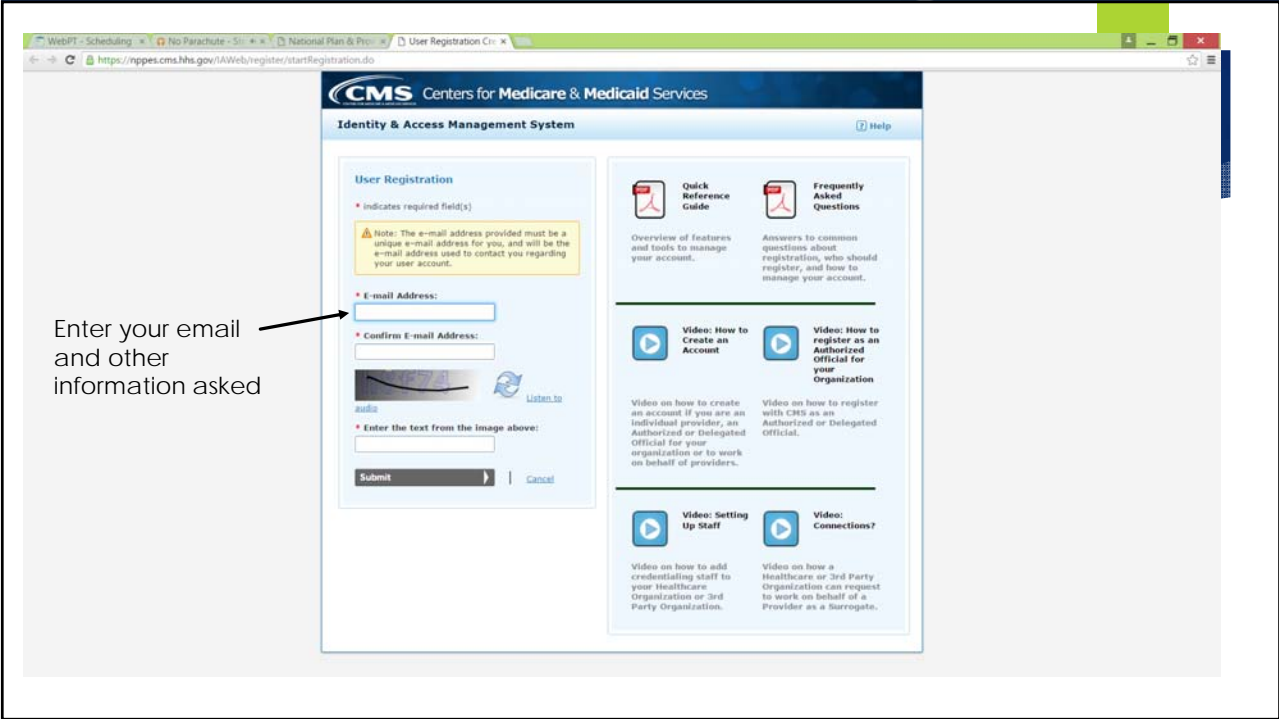 WebPT - Scheduling
No Parachute - S
National Plan & Prov
User Registration Cre
https://nppes.cms.hhs.gov/IAWeb/register/startRegistration.do
CMS Centers for Medicare & Medicaid Services
Identity & Access Management System
Help
User Registration
* indicates required field(s)
Note: The e-mail address provided must be a
unique e-mail address for you, and will be the
e-mail address used to contact you regarding
your user account.
* E-mail Address:
* Confirm E-mail Address:
Listen to
audio
* Enter the text from the image above:
Submit
Cancel
Enter your email
and other
information asked
Quick
Reference
Guide
Overview of features
and tools to manage
your account.
Frequently
Asked
Questions
Answers to common
questions about
registration, who should
register, and how to
manage your account.
Video: How to
Create an
Account
Video on how to create
an account if you are an
individual provider, an
Authorized or Delegated
Official for your
organization or to work
on behalf of providers.
Video: How to
register as an
Authorized
Official for
your
Organization
Video on how to register
with CMS as an
Authorized or Delegated
Official.
Video: Setting
Up Staff
Video on how to add
credentialing staff to
your Healthcare
Organization or 3rd
Party Organization.
Video:
Connections?
Video on how a
Healthcare or 3rd Party
Organization can request
to work on behalf of a
Provider as a Surrogate.